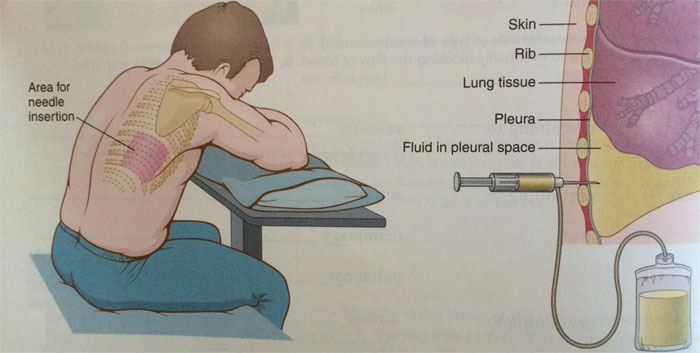 Area for
needle
insertion
Skin
Rib
Lung tissue
Pleura
Fluid in pleural space